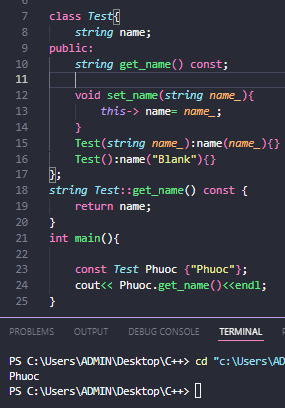 7 class Test{
8 string name;
9 public:
10 string get_name() const;
11
12 void set_name(string name_){
13 this-> name= name_;
14 }
15 Test(string name_):name(name_){}
16 Test():name("Blank"){}
17 };
18 string Test::get_name() const {
19 return name;
20 }
21 int main(){
22
23 const Test Phuoc {"Phuoc"};
24 cout<< Phuoc.get_name()<<endl;
25 }
PROBLEMS OUTPUT DEBUG CONSOLE TERMINAL
PS C:\Users\ADMIN\Desktop\C++> cd "c:\Users\AD
Phuoc
PS C:\Users\ADMIN\Desktop\C++>